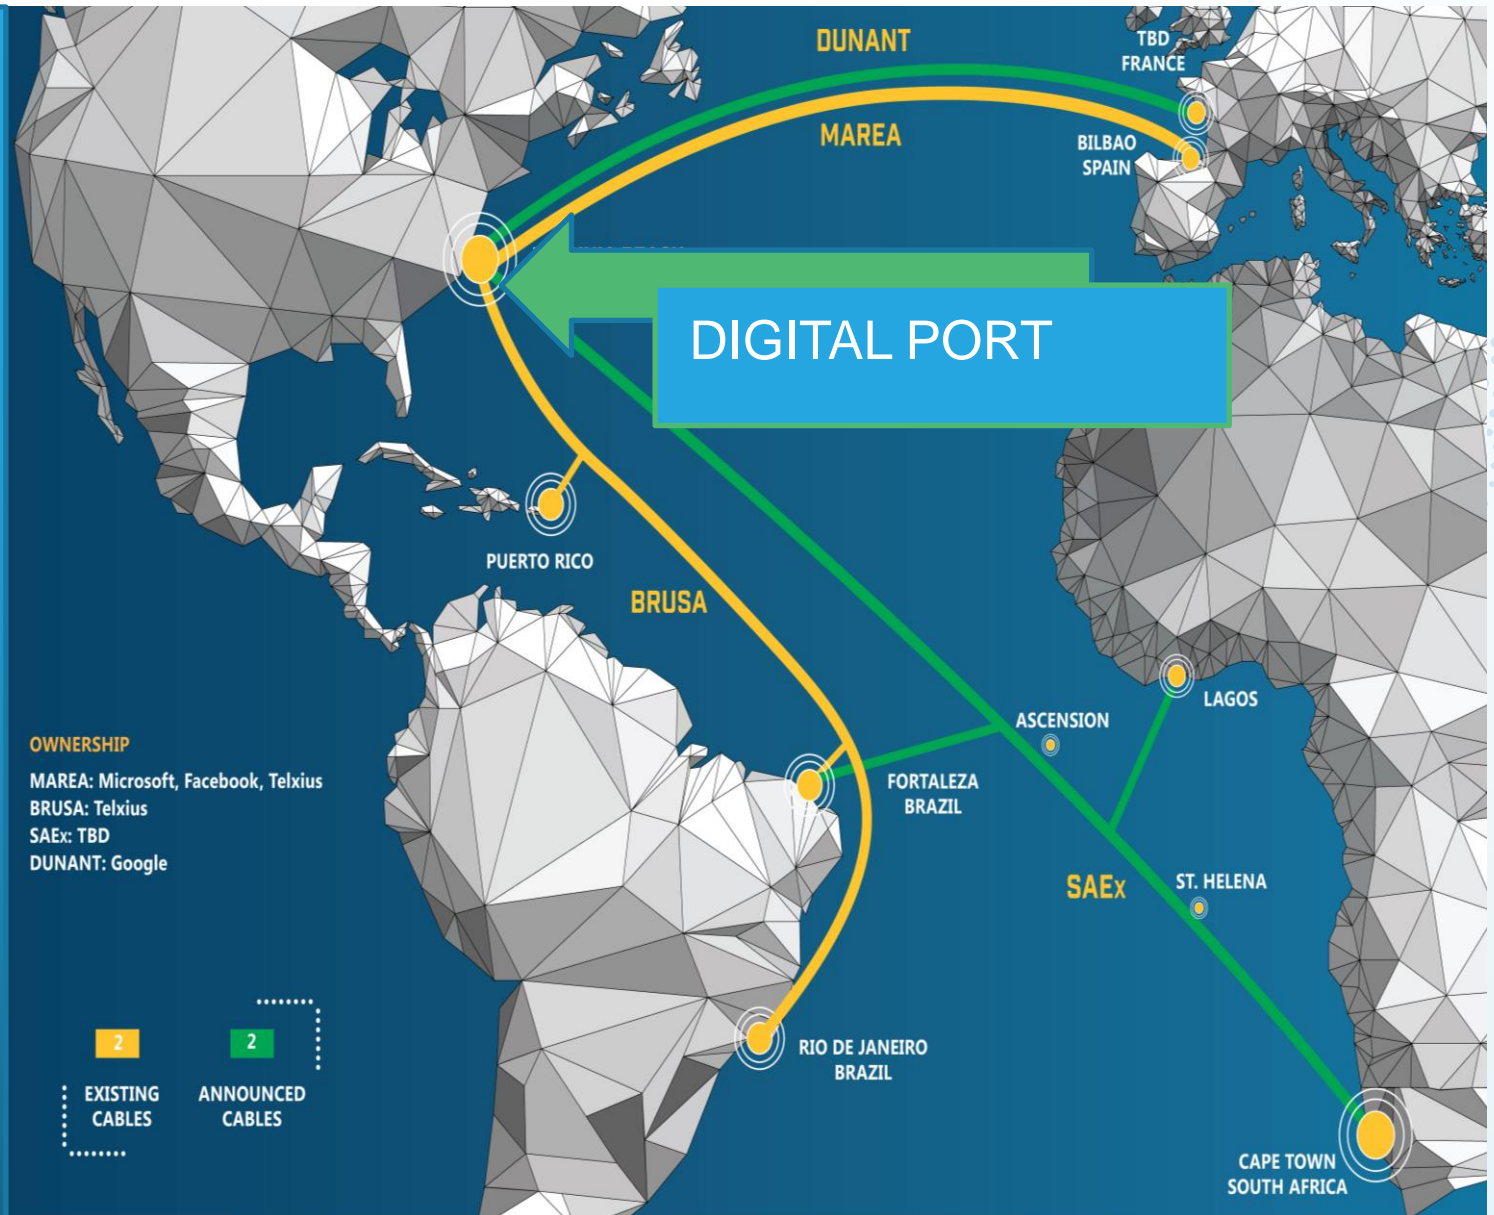 DUNANT
TBD
FRANCE
MAREA
BILBAO
SPAIN
DIGITAL PORT
PUERTO RICO
BRUSA
LAGOS
ASCENSION
OWNERSHIP
MAREA: Microsoft, Facebook, Telxius
BRUSA: Telxius
SAEx: TBD
DUNANT: Google
FORTALEZA
BRAZIL
SAEx
ST. HELENA
2
2
EXISTING
CABLES
ANNOUNCED
CABLES
RIO DE JANEIRO
BRAZIL
CAPE TOWN
SOUTH AFRICA